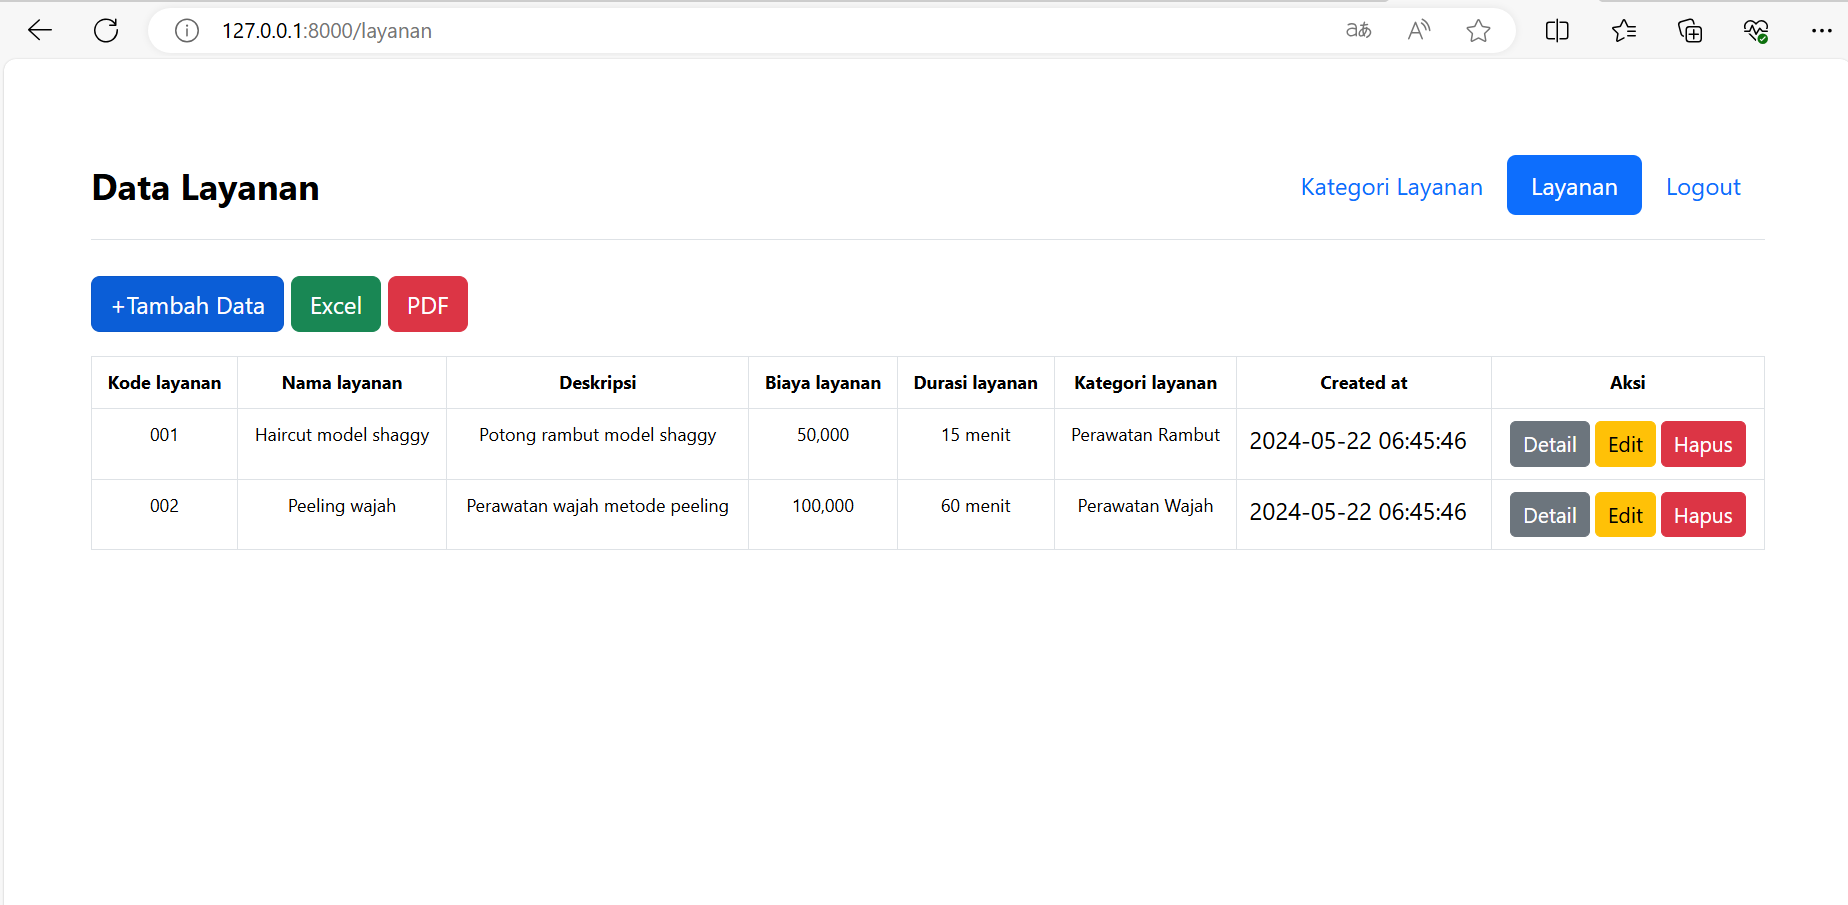 127.0.0.1:8000/layanan
Data Layanan
Kategori Layanan Layanan Logout
+Tambah Data Excel PDF
Kode layanan Nama layanan Deskripsi Biaya layanan Durasi layanan Kategori layanan Created at Aksi
001 Haircut model shaggy Potong rambut model shaggy 50,000 15 menit Perawatan Rambut 2024-05-22 06:45:46 Detail Edit Hapus
002 Peeling wajah Perawatan wajah metode peeling 100,000 60 menit Perawatan Wajah 2024-05-22 06:45:46 Detail Edit Hapus